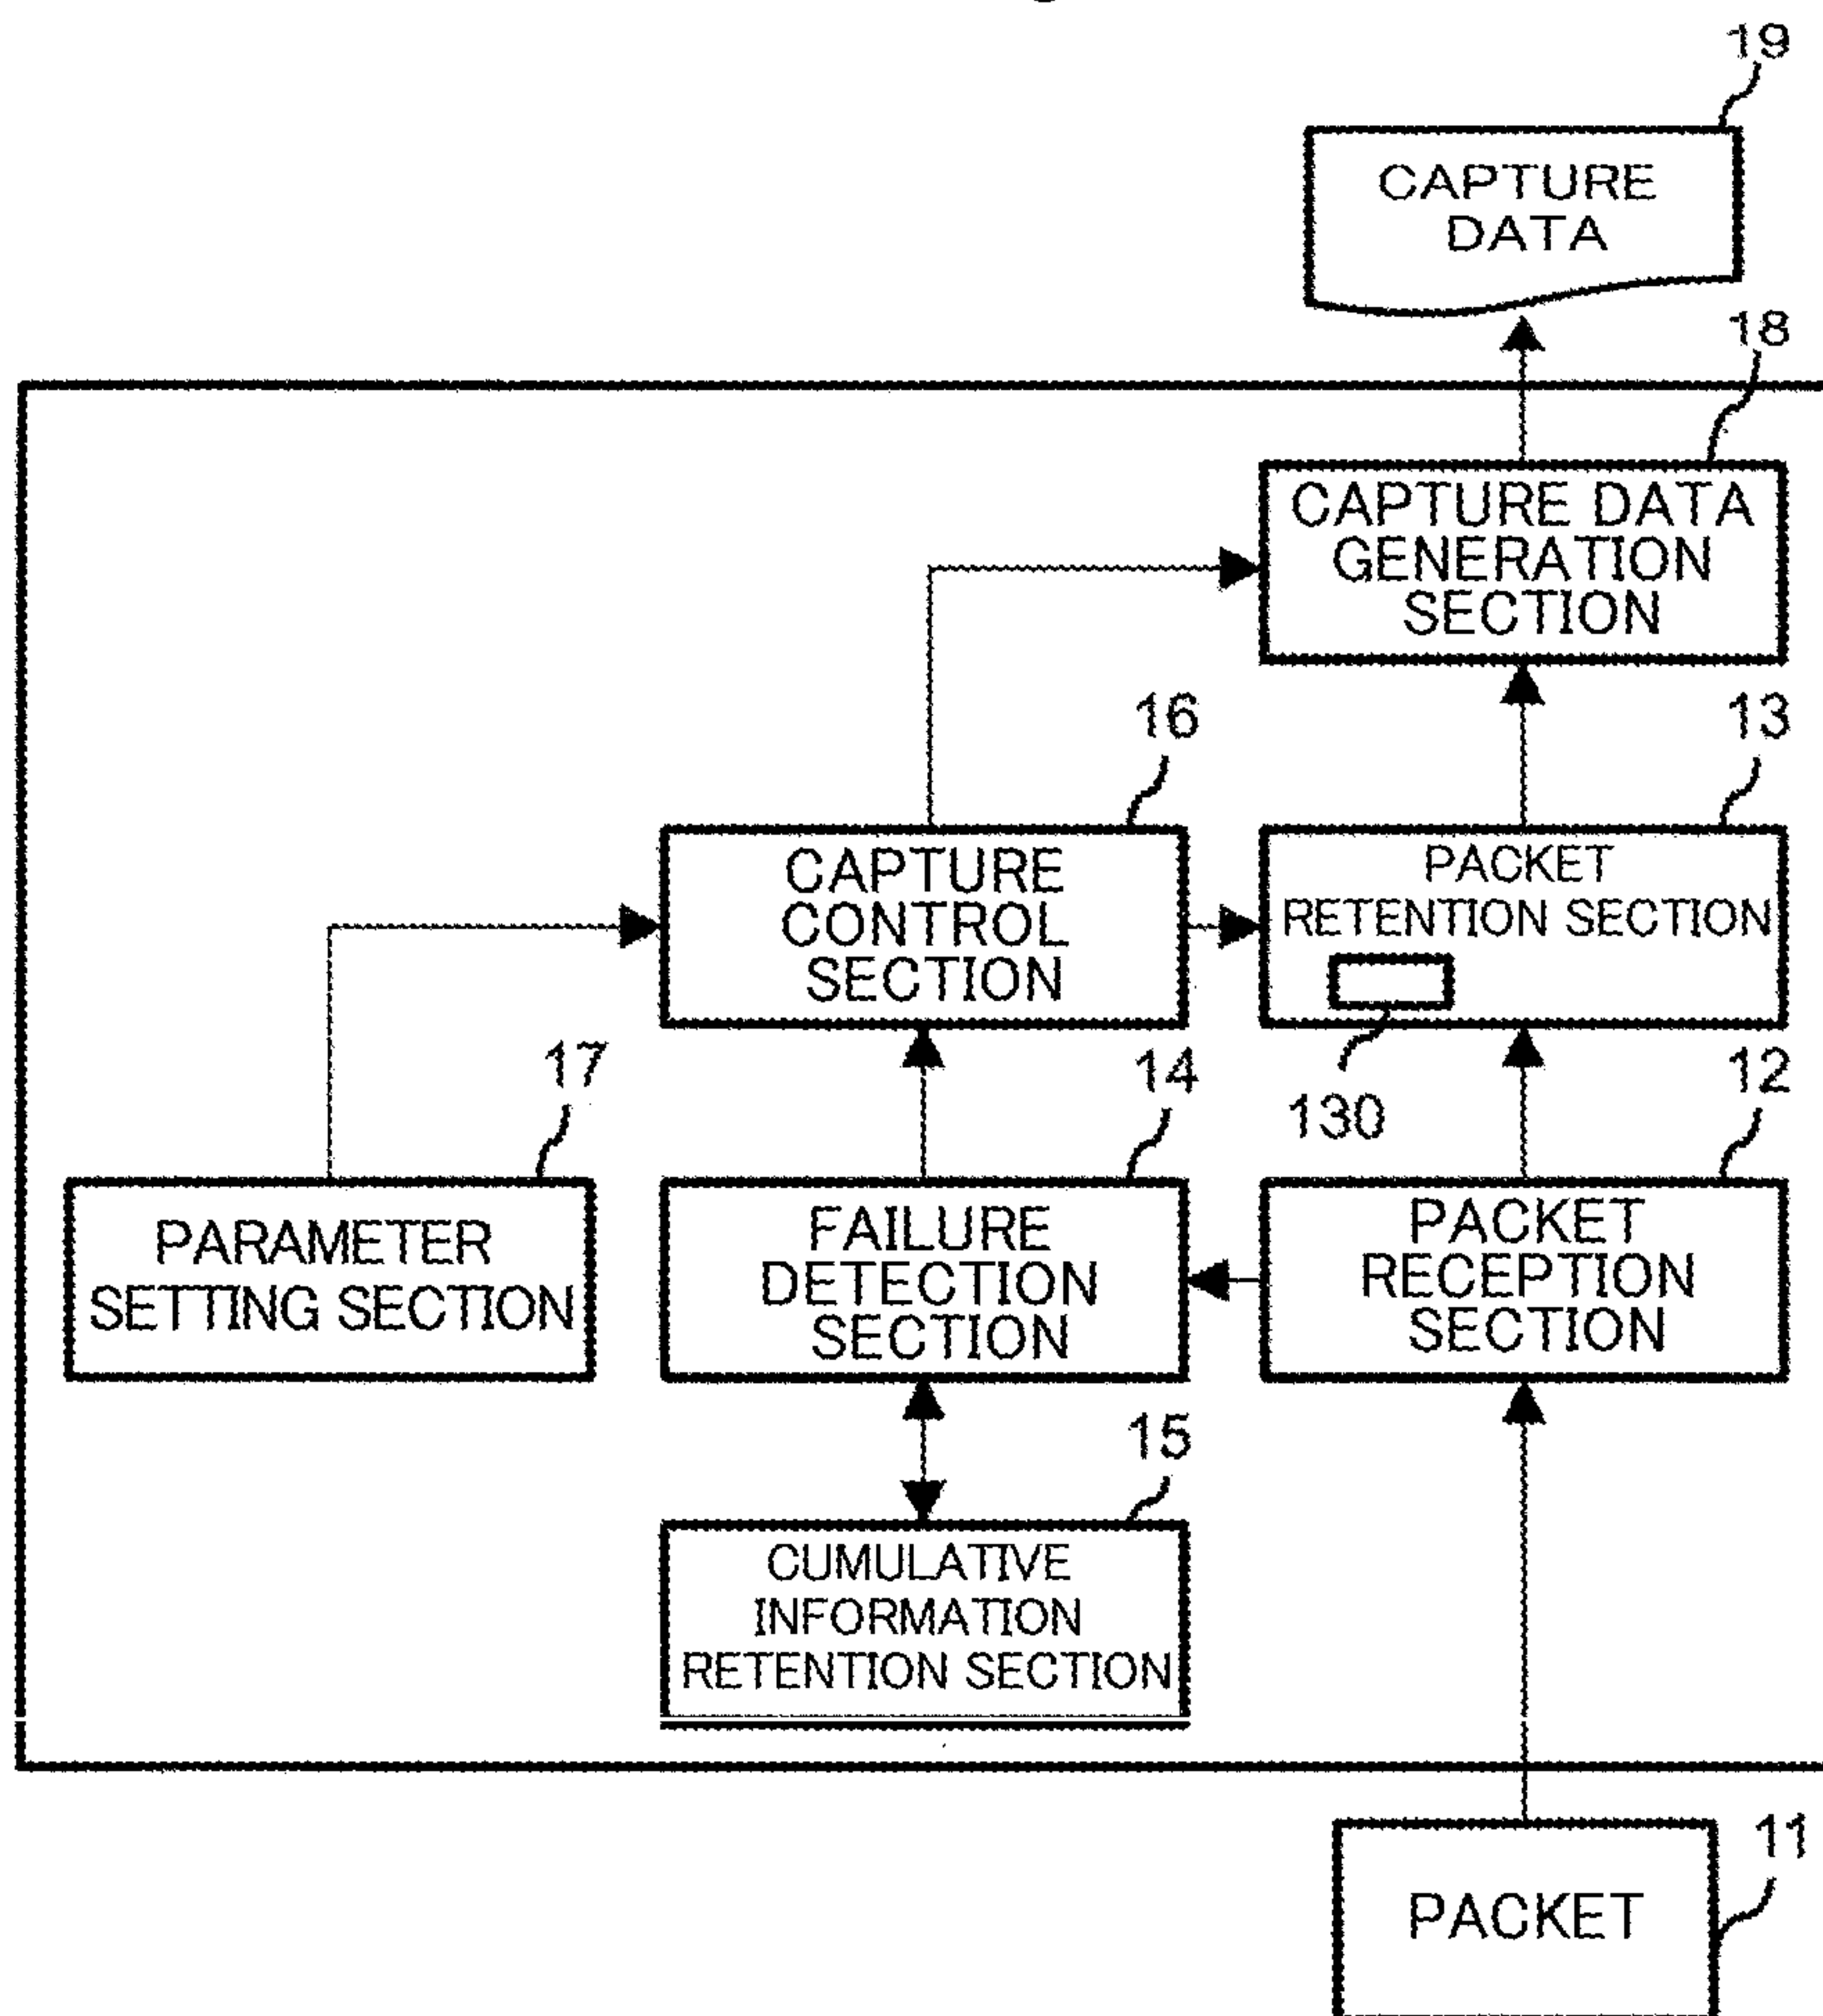 19
CAPTURE
DATA
18
CAPTURE DATA
GENERATION
SECTION
16
13
CAPTURE
CONTROL
SECTION
PACKET
RETENTION SECTION
130
17
14
12
PARAMETER
SETTING SECTION
FAILURE
DETECTION
SECTION
PACKET
RECEPTION
SECTION
15
CUMULATIVE
INFORMATION
RETENTION SECTION
11
PACKET